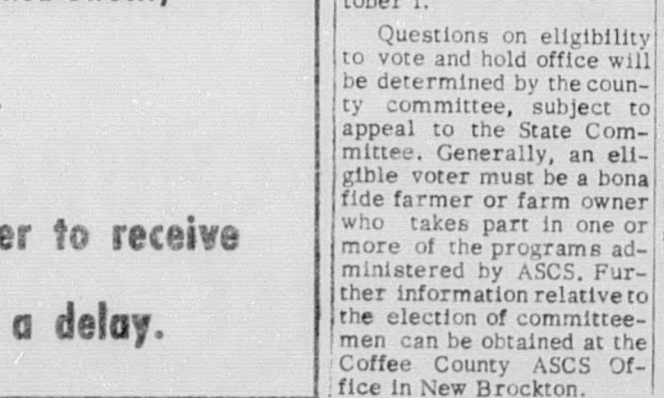 er to receive
a delay.
tober 1.
Questions on eligibility
to vote and hold office will
be determined by the coun-
ty committee, subject to
appeal to the State Com-
mittee. Generally, an eli-
gible voter must be a bona
fide farmer or farm owner
who takes part in one or
more of the programs ad-
ministered by ASCS. Fur-
ther information relative to
the election of committee-
men can be obtained at the
Coffee County ASCS Of-
fice in New Brockton.